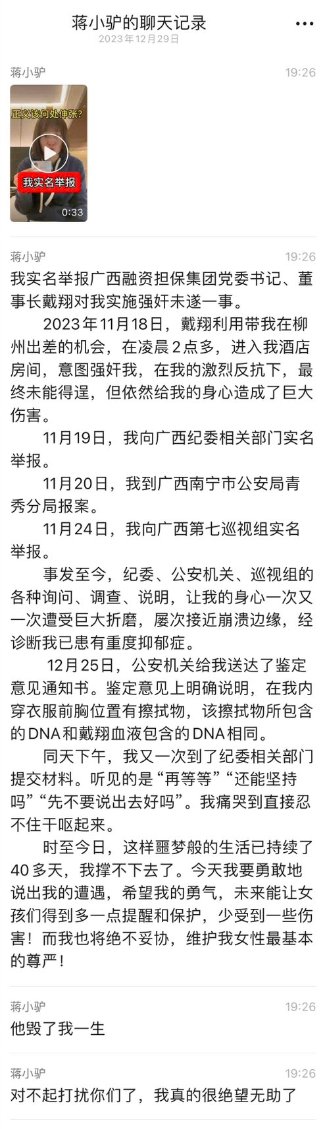 蒋小驴的聊天记录
2023年12月29日
蒋小驴
19:26
正义该何处伸张?
我实名举报
0:33
蒋小驴
19:26
我实名举报广西融资担保集团党委书记、董
事长戴翔对我实施强奸未遂一事。
2023年11月18日，戴翔利用带我在柳
州出差的机会，在凌晨2点多，进入我酒店
房间，意图强奸我，在我的激烈反抗下，最
终未能得逞，但依然给我的身心造成了巨大
伤害。
11月19日，我向广西纪委相关部门实名
举报。
11月20日，我到广西南宁市公安局青
秀分局报案。
11月24日，我向广西第七巡视组实名
举报。
事发至今，纪委、公安机关、巡视组的
各种询问、调查、说明，让我的身心一次又
一次遭受巨大折磨，屡次接近崩溃边缘，经
诊断我已患有重度抑郁症。
12月25日，公安机关给我送达了鉴定
意见通知书。鉴定意见上明确说明，在我内
穿衣服前胸位置有擦拭物，该擦拭物所包含
的DNA和戴翔血液包含的DNA相同。
同天下午，我又一次到了纪委相关部门
提交材料。听见的是“再等等”“还能坚持
吗”“先不要说出去好吗”。我痛哭到直接忍
不住干呕起来。
时至今日，这样噩梦般的生活已持续了
40多天，我撑不下去了。今天我要勇敢地
说出我的遭遇，希望我的勇气，未来能让女
孩们得到多一点提醒和保护，少受到一些伤
害！而我也将绝不妥协，维护我女性最基本
的尊严！
蒋小驴
19:26
他毁了我一生
蒋小驴
19:26
对不起打扰你们了，我真的很绝望无助了